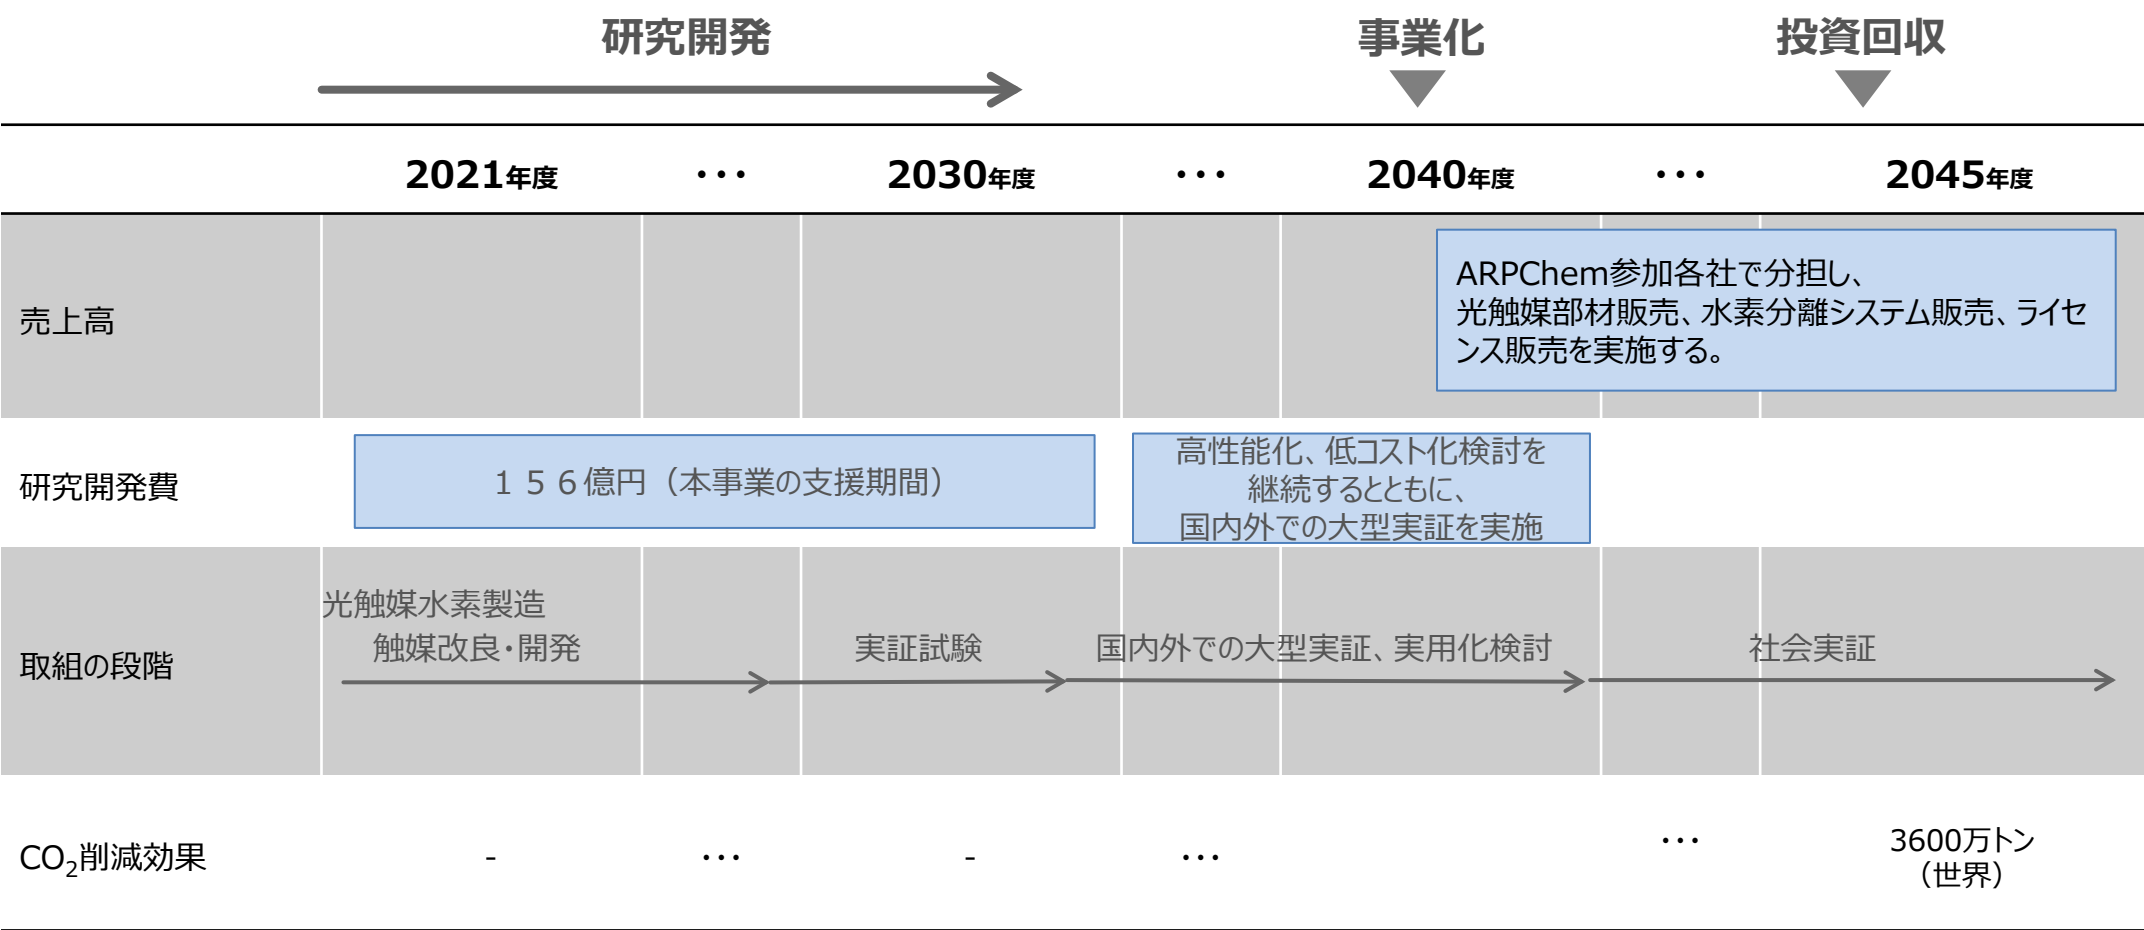 研究開発
事業化
投資回収
2021年度 ･･･ 2030年度 ･･･ 2040年度 ･･･ 2045年度
売上高
ARPChem参加各社で分担し、
光触媒部材販売、水素分離システム販売、ライセ
ンス販売を実施する。
研究開発費
１５６億円（本事業の支援期間）
高性能化、低コスト化検討を
継続するとともに、
国内外での大型実証を実施
取組の段階
光触媒水素製造
触媒改良・開発
実証試験
国内外での大型実証、実用化検討
社会実証
CO₂削減効果
- ･･･ - ･･･ ･･･ 3600万トン
（世界）